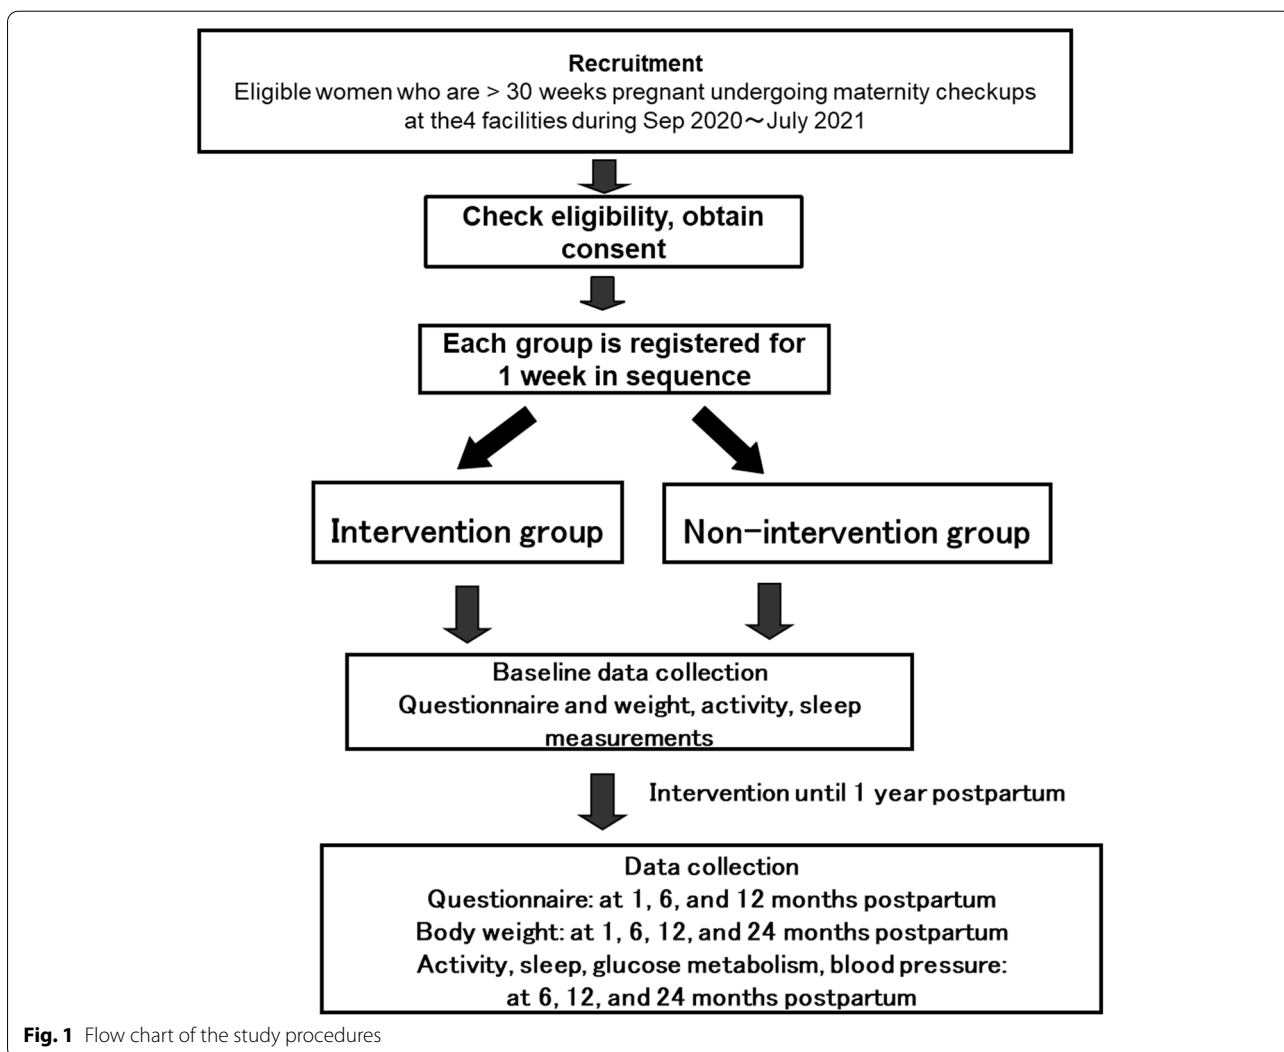 Recruitment
Eligible women who are > 30 weeks pregnant undergoing maternity checkups
at the4 facilities during Sep 2020～July 2021
Check eligibility, obtain
consent
Each group is registered for
1 week in sequence
Intervention group
Non-intervention group
Baseline data collection
Questionnaire and weight, activity, sleep
measurements
Intervention until 1 year postpartum
Data collection
Questionnaire: at 1, 6, and 12 months postpartum
Body weight: at 1, 6, 12, and 24 months postpartum
Activity, sleep, glucose metabolism, blood pressure:
at 6, 12, and 24 months postpartum
Fig. 1 Flow chart of the study procedures